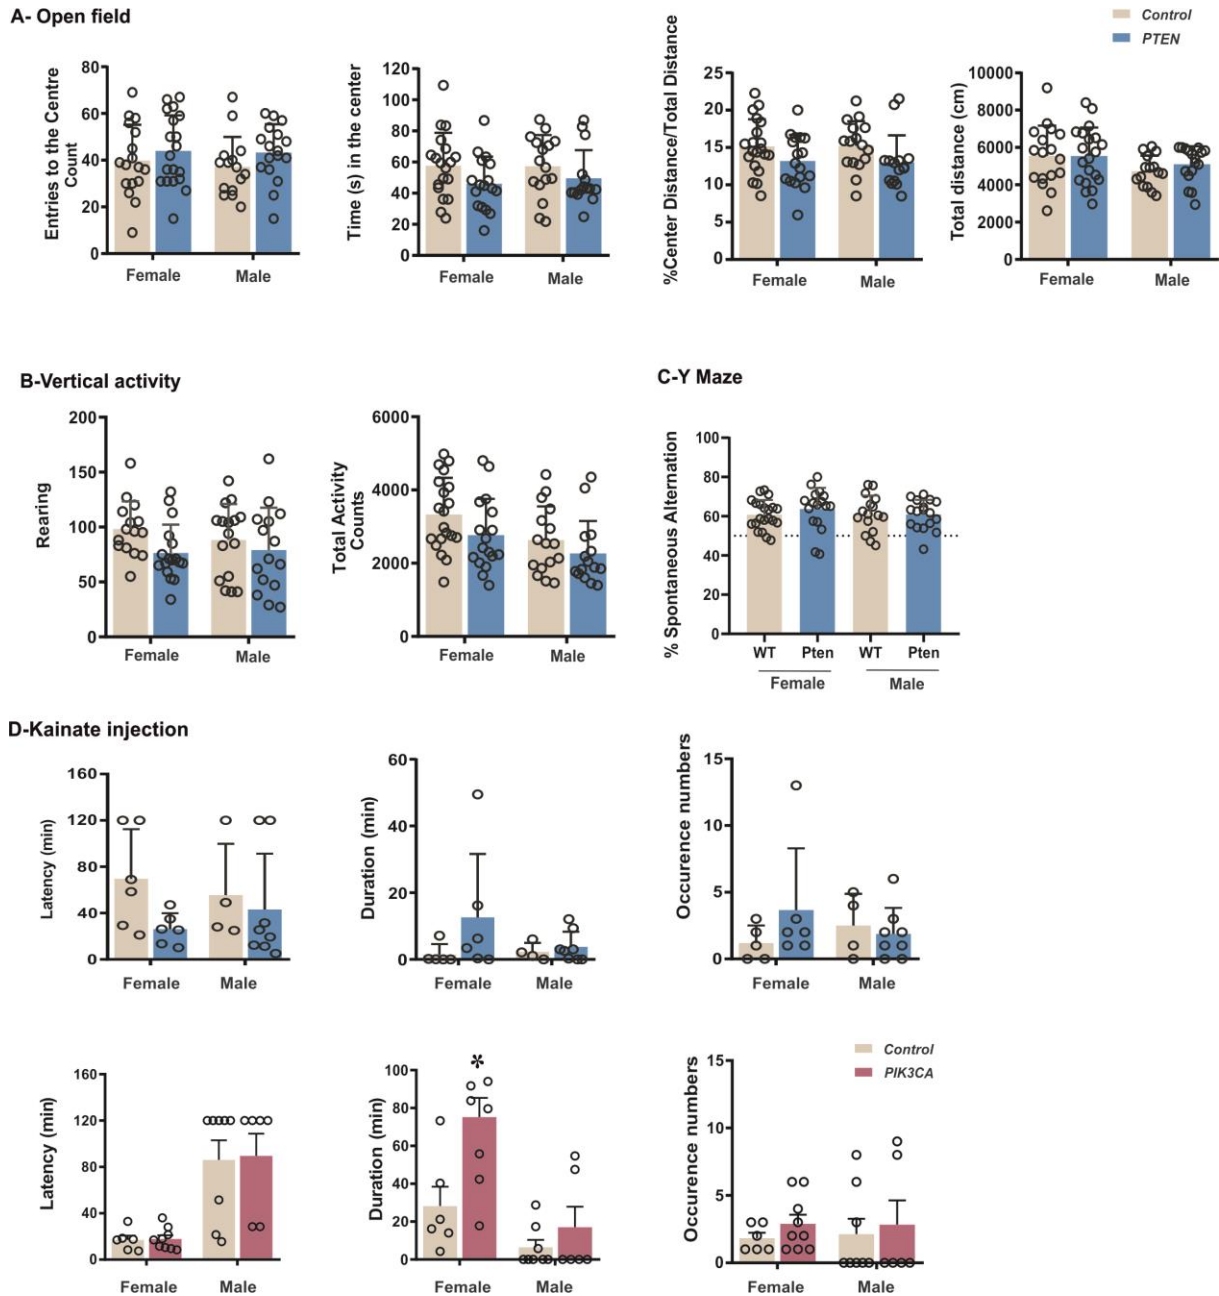 A- Open field
Control
PTEN
Entries to the Centre
Count
80
60
40
20
0
Female
Male
Time (s) in the center
120
100
80
60
40
20
0
Female
Male
%Center Distance/Total Distance
25
20
15
10
5
0
Female
Male
Total distance (cm)
10000
8000
6000
4000
2000
0
Female
Male
B-Vertical activity
C-Y Maze
Rearing
200
150
100
50
0
Female
Male
Total Activity
Counts
6000
4000
2000
0
Female
Male
% Spontaneous Alternation
100
80
60
40
20
0
WT
Pten
WT
Pten
Female
Male
D-Kainate injection
Latency (min)
160
120
80
40
0
Female
Male
Duration (min)
60
40
20
0
Female
Male
Occurence numbers
15
10
5
0
Female
Male
Control
PIK3CA
Latency (min)
160
120
80
40
0
Female
Male
Duration (min)
100
80
60
40
20
0
*
Female
Male
Occurence numbers
15
10
5
0
Female
Male